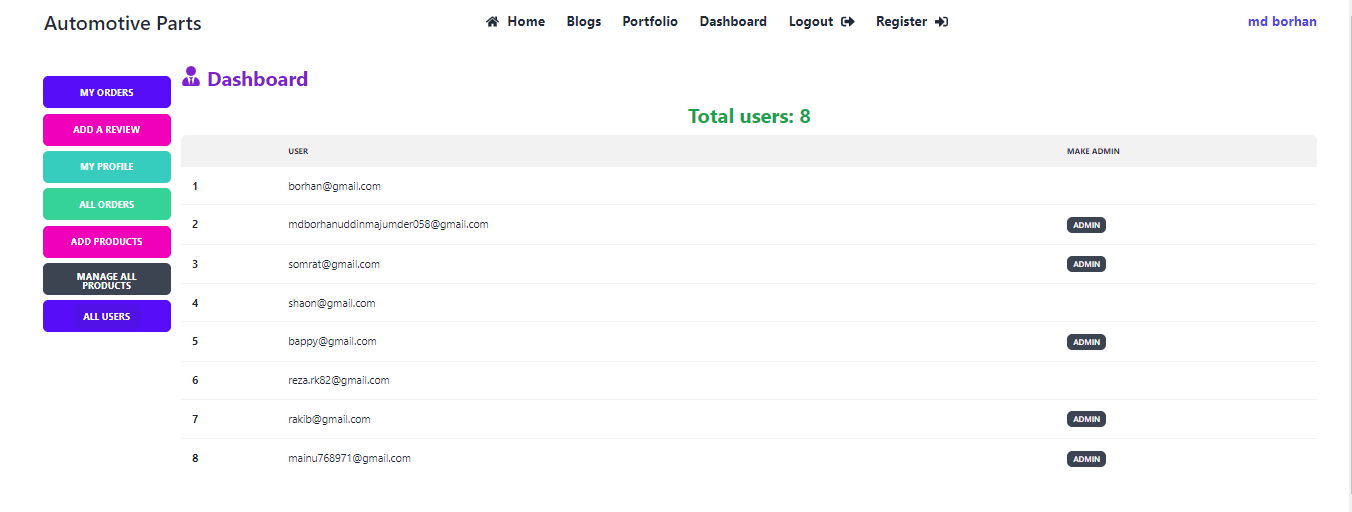 Automotive Parts
Home Blogs Portfolio Dashboard Logout Register
md borhan
MY ORDERS
ADD A REVIEW
MY PROFILE
ALL ORDERS
ADD PRODUCTS
MANAGE ALL
PRODUCTS
ALL USERS
Dashboard
Total users: 8
USER MAKE ADMIN
1 borhan@gmail.com
2 mdborhanuddinmajumder058@gmail.com ADMIN
3 somrat@gmail.com ADMIN
4 shaon@gmail.com
5 bappy@gmail.com ADMIN
6 reza.rk82@gmail.com
7 rakib@gmail.com ADMIN
8 mainu768971@gmail.com ADMIN